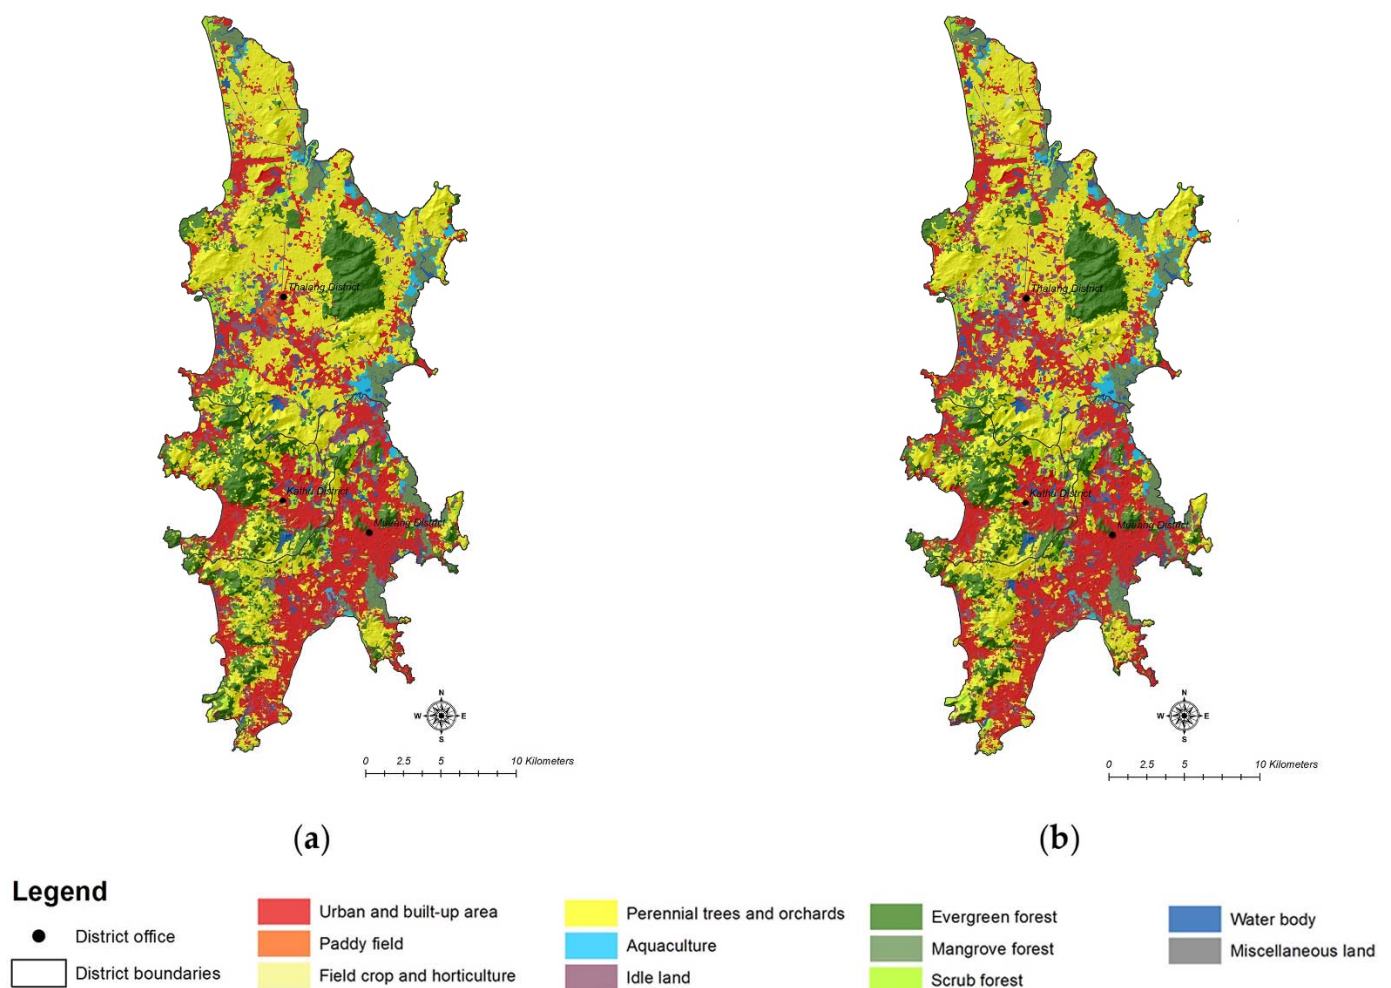 Thalang District
Kathu District
Mueang District
N
W E
S
0 2.5 5 10 Kilometers
(a)
Thalang District
Kathu District
Mueang District
N
W E
S
0 2.5 5 10 Kilometers
(b)
Legend
District office
District boundaries
Urban and built-up area
Paddy field
Field crop and horticulture
Perennial trees and orchards
Aquaculture
Idle land
Evergreen forest
Mangrove forest
Scrub forest
Water body
Miscellaneous land